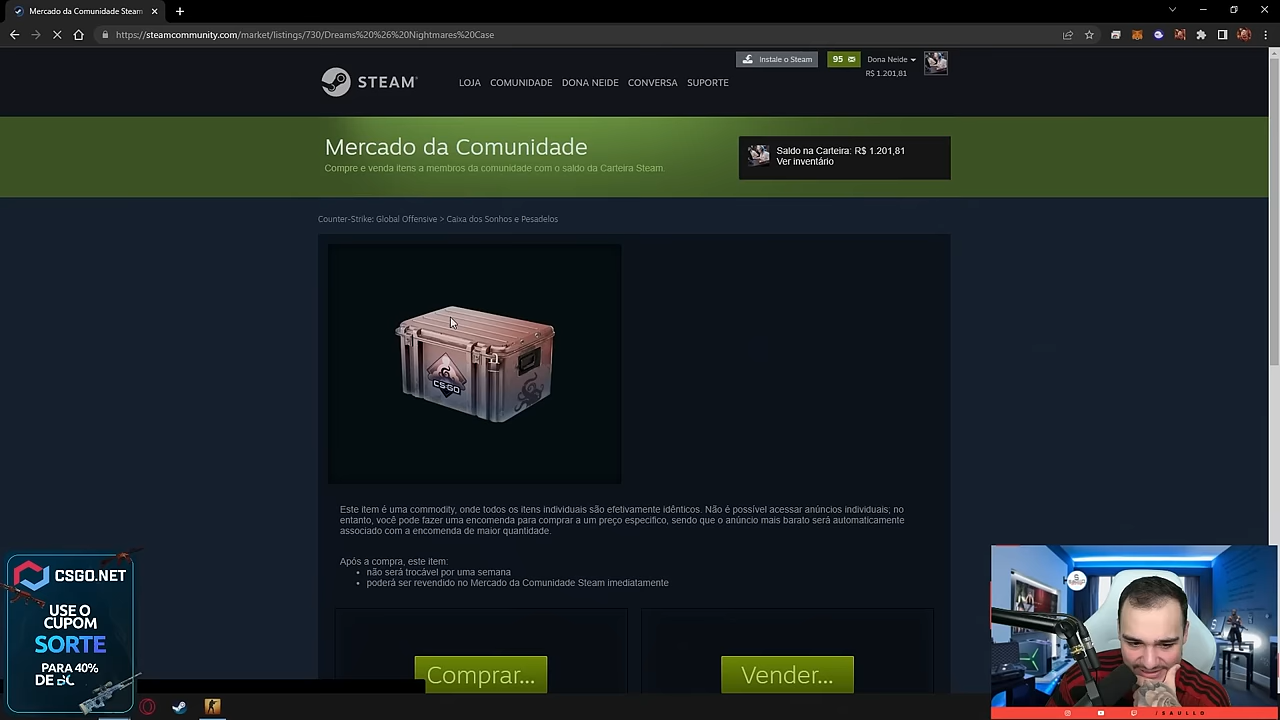 Mercado da Comunidade Steam
https://steamcommunity.com/market/listings/730/Dreams%20%26%20Nightmares%20Case
Instale o Steam
95
Dona Neide
R$ 1.201,81
STEAM
LOJA COMUNIDADE DONA NEIDE CONVERSA SUPORTE
Mercado da Comunidade
Compre e venda itens a membros da comunidade com o saldo da Carteira Steam.
Saldo na Carteira: R$ 1.201,81
Ver inventário
Counter-Strike: Global Offensive > Caixa dos Sonhos e Pesadelos
CS:GO
Este item é uma commodity, onde todos os itens individuais são efetivamente idênticos. Não é possível acessar anúncios individuais; no
entanto, você pode fazer uma encomenda para comprar a um preço específico, sendo que o anúncio mais barato será automaticamente
associado com a encomenda de maior quantidade.
Após a compra, este item:
não será trocável por uma semana
poderá ser revendido no Mercado da Comunidade Steam imediatamente
Comprar...
Vender...
CSGO.NET
USE O
CUPOM
SORTE
PARA 40%
DE
/SAULLO